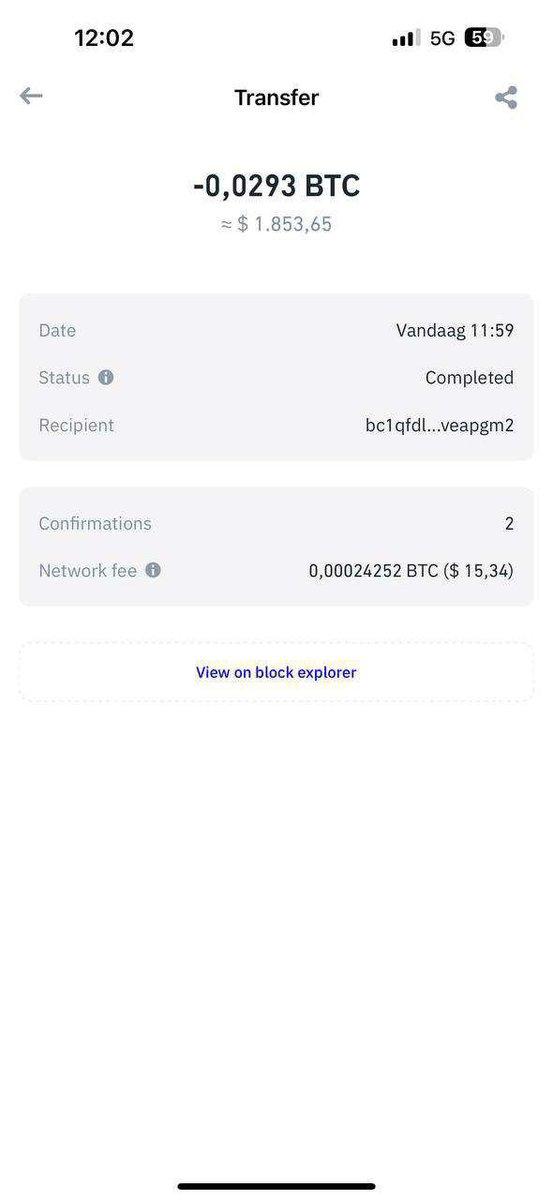 12:02 5G 59
Transfer
-0,0293 BTC
≈ $ 1.853,65
Date Vandaag 11:59
Status Completed
Recipient bc1qfdl...veapgm2
Confirmations 2
Network fee 0,00024252 BTC ($ 15,34)
View on block explorer